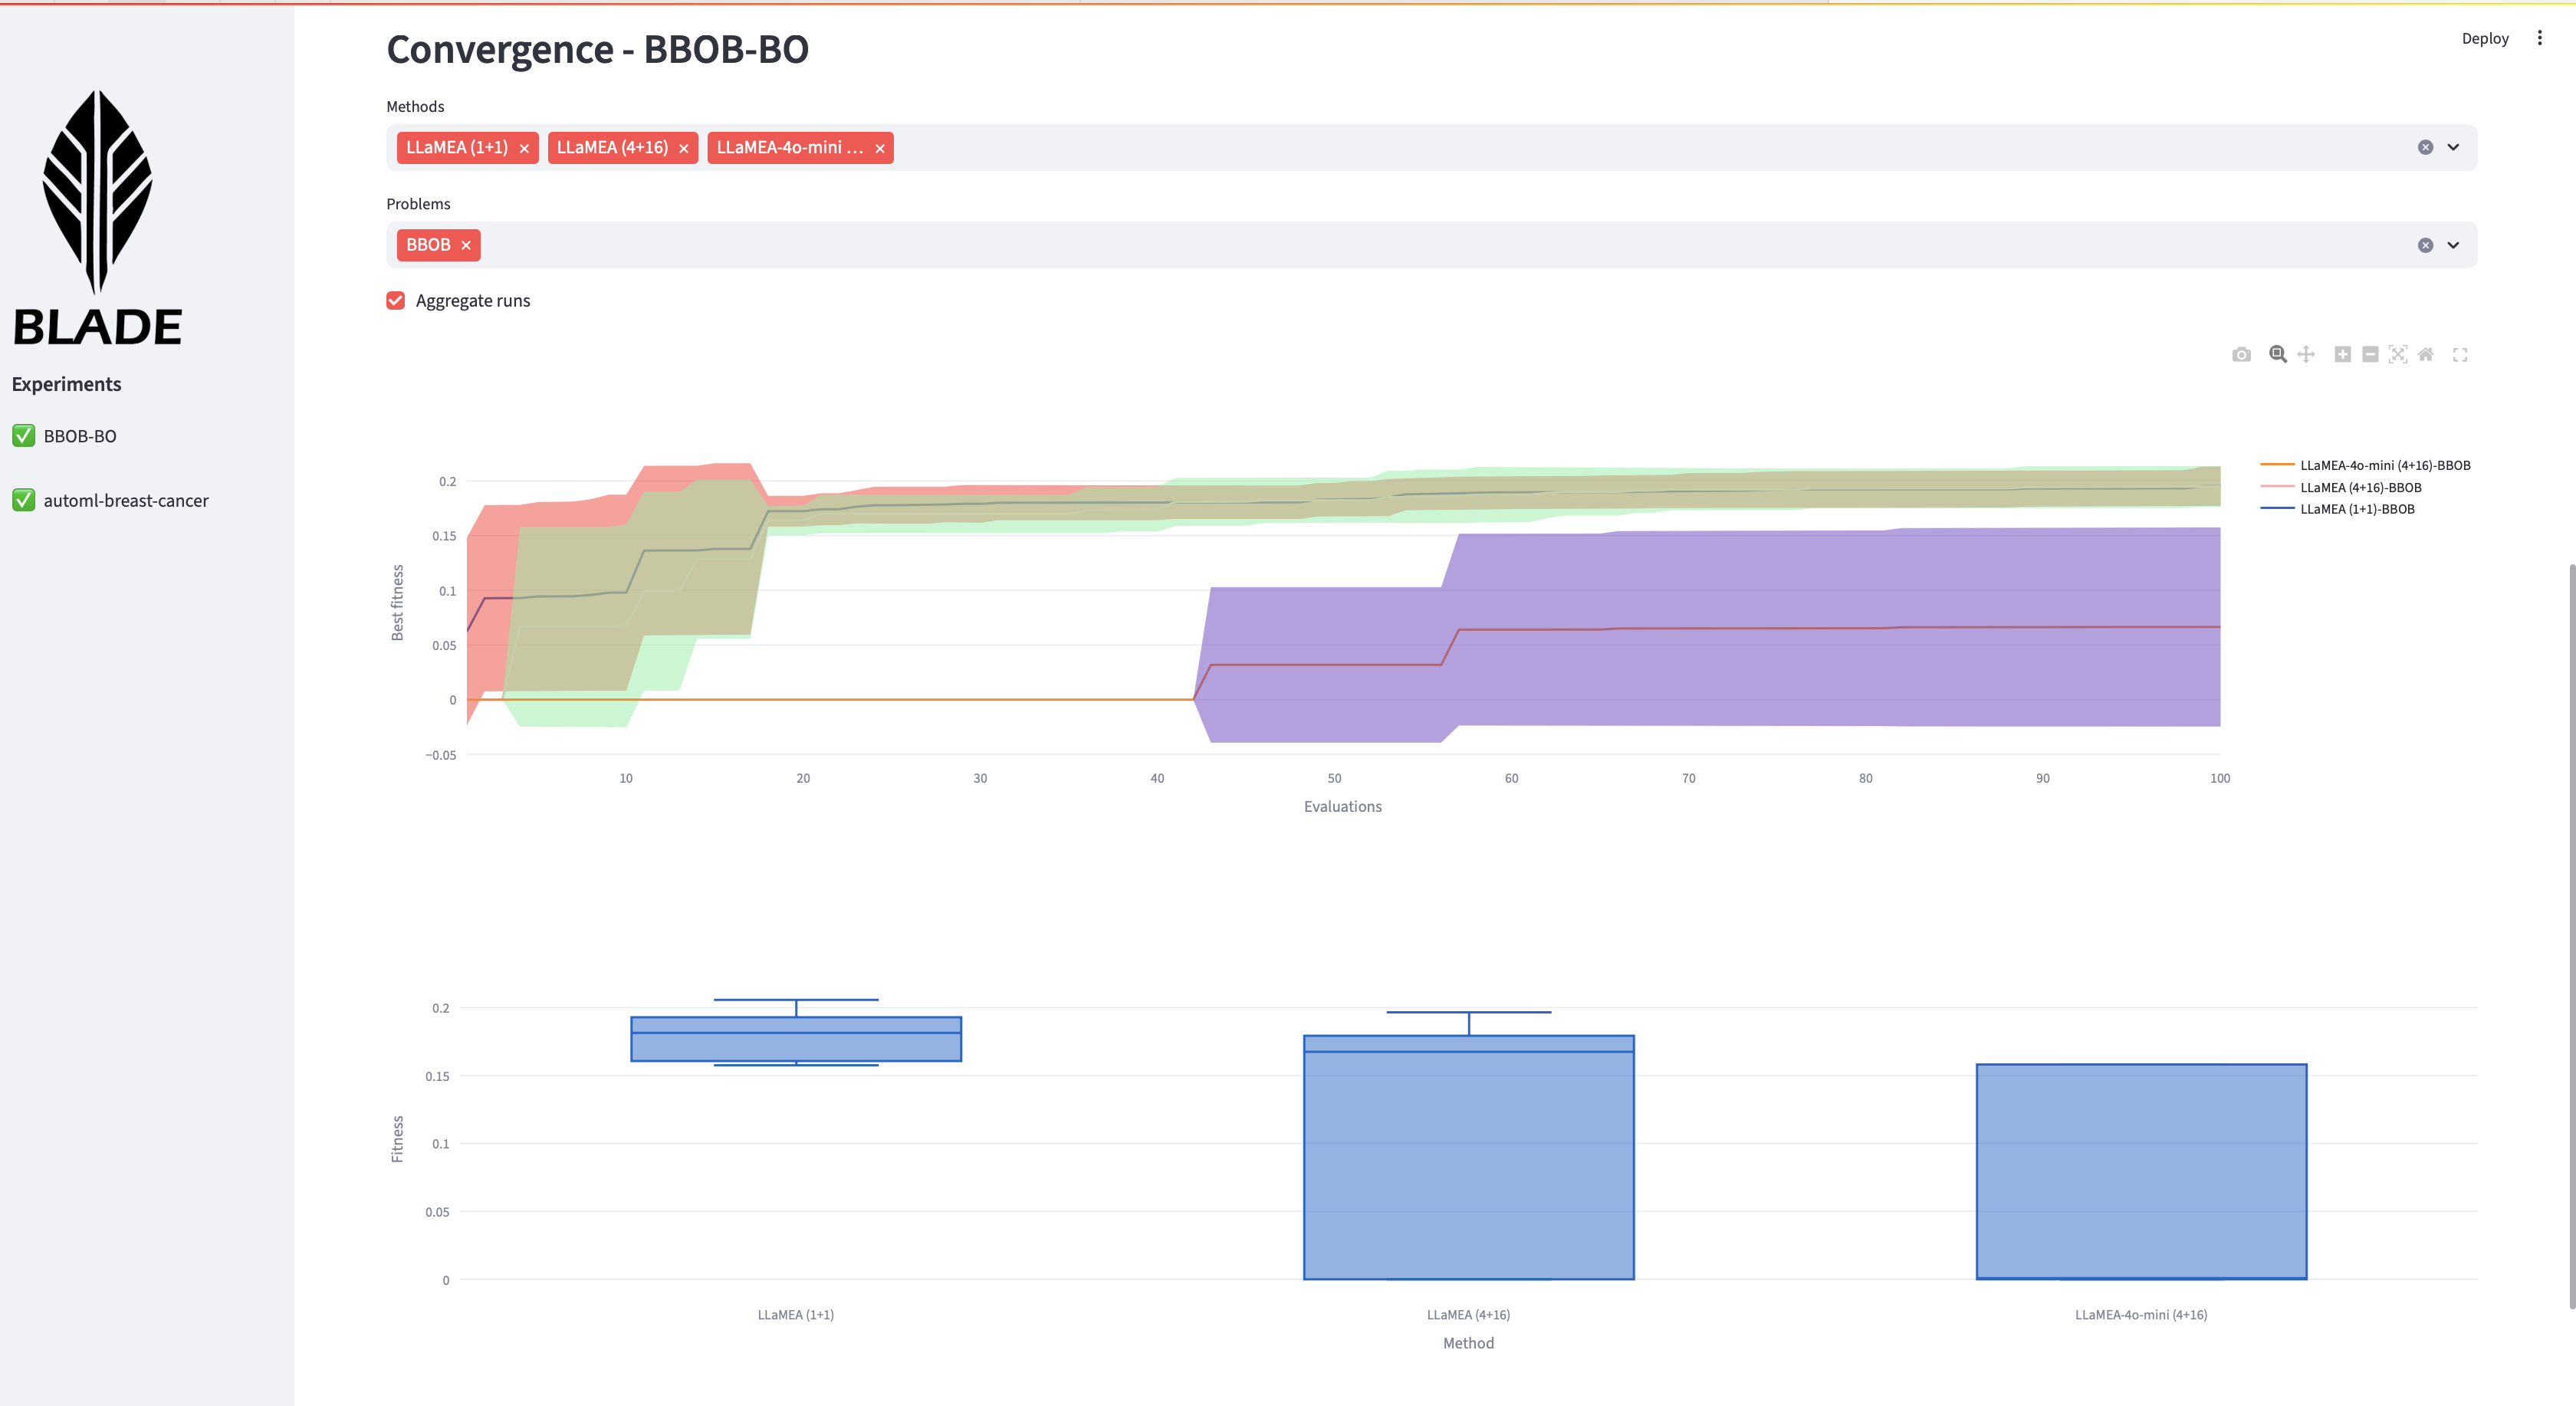 Convergence - BBOB-BO
Deploy
Methods
LLaMEA (1+1)
LLaMEA (4+16)
LLaMEA-4o-mini ...
Problems
BBOB
Aggregate runs
BLADE
Experiments
BBOB-BO
automl-breast-cancer
LLaMEA-4o-mini (4+16)-BBOB
LLaMEA (4+16)-BBOB
LLaMEA (1+1)-BBOB
Best fitness
0.2
0.15
0.1
0.05
0
−0.05
10 20 30 40 50 60 70 80 90 100
Evaluations
Fitness
0.2
0.15
0.1
0.05
0
LLaMEA (1+1) LLaMEA (4+16) LLaMEA-4o-mini (4+16)
Method